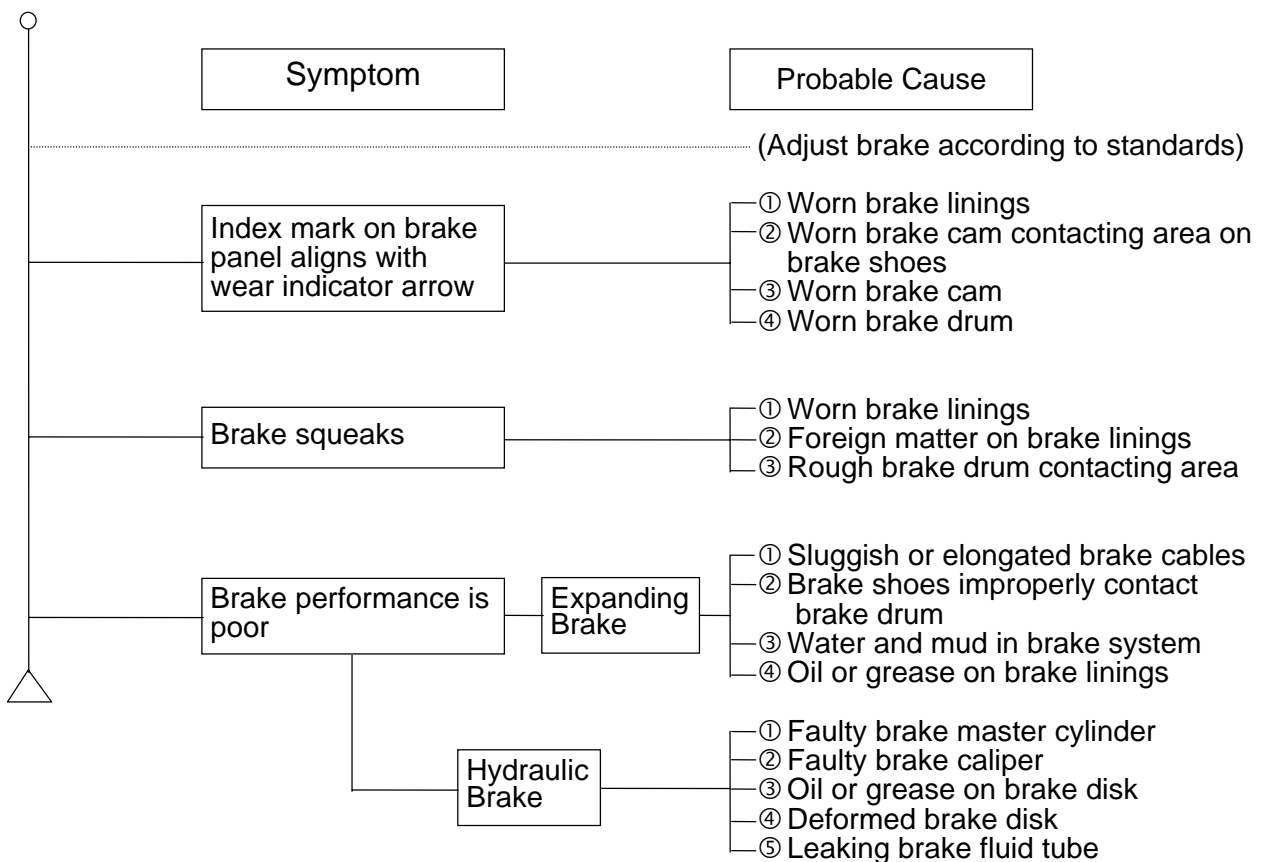 Symptom
Probable Cause
(Adjust brake according to standards)
Index mark on brake
panel aligns with
wear indicator arrow
① Worn brake linings
② Worn brake cam contacting area on
brake shoes
③ Worn brake cam
④ Worn brake drum
Brake squeaks
① Worn brake linings
② Foreign matter on brake linings
③ Rough brake drum contacting area
Brake performance is
poor
Expanding
Brake
① Sluggish or elongated brake cables
② Brake shoes improperly contact
brake drum
③ Water and mud in brake system
④ Oil or grease on brake linings
Hydraulic
Brake
① Faulty brake master cylinder
② Faulty brake caliper
③ Oil or grease on brake disk
④ Deformed brake disk
⑤ Leaking brake fluid tube